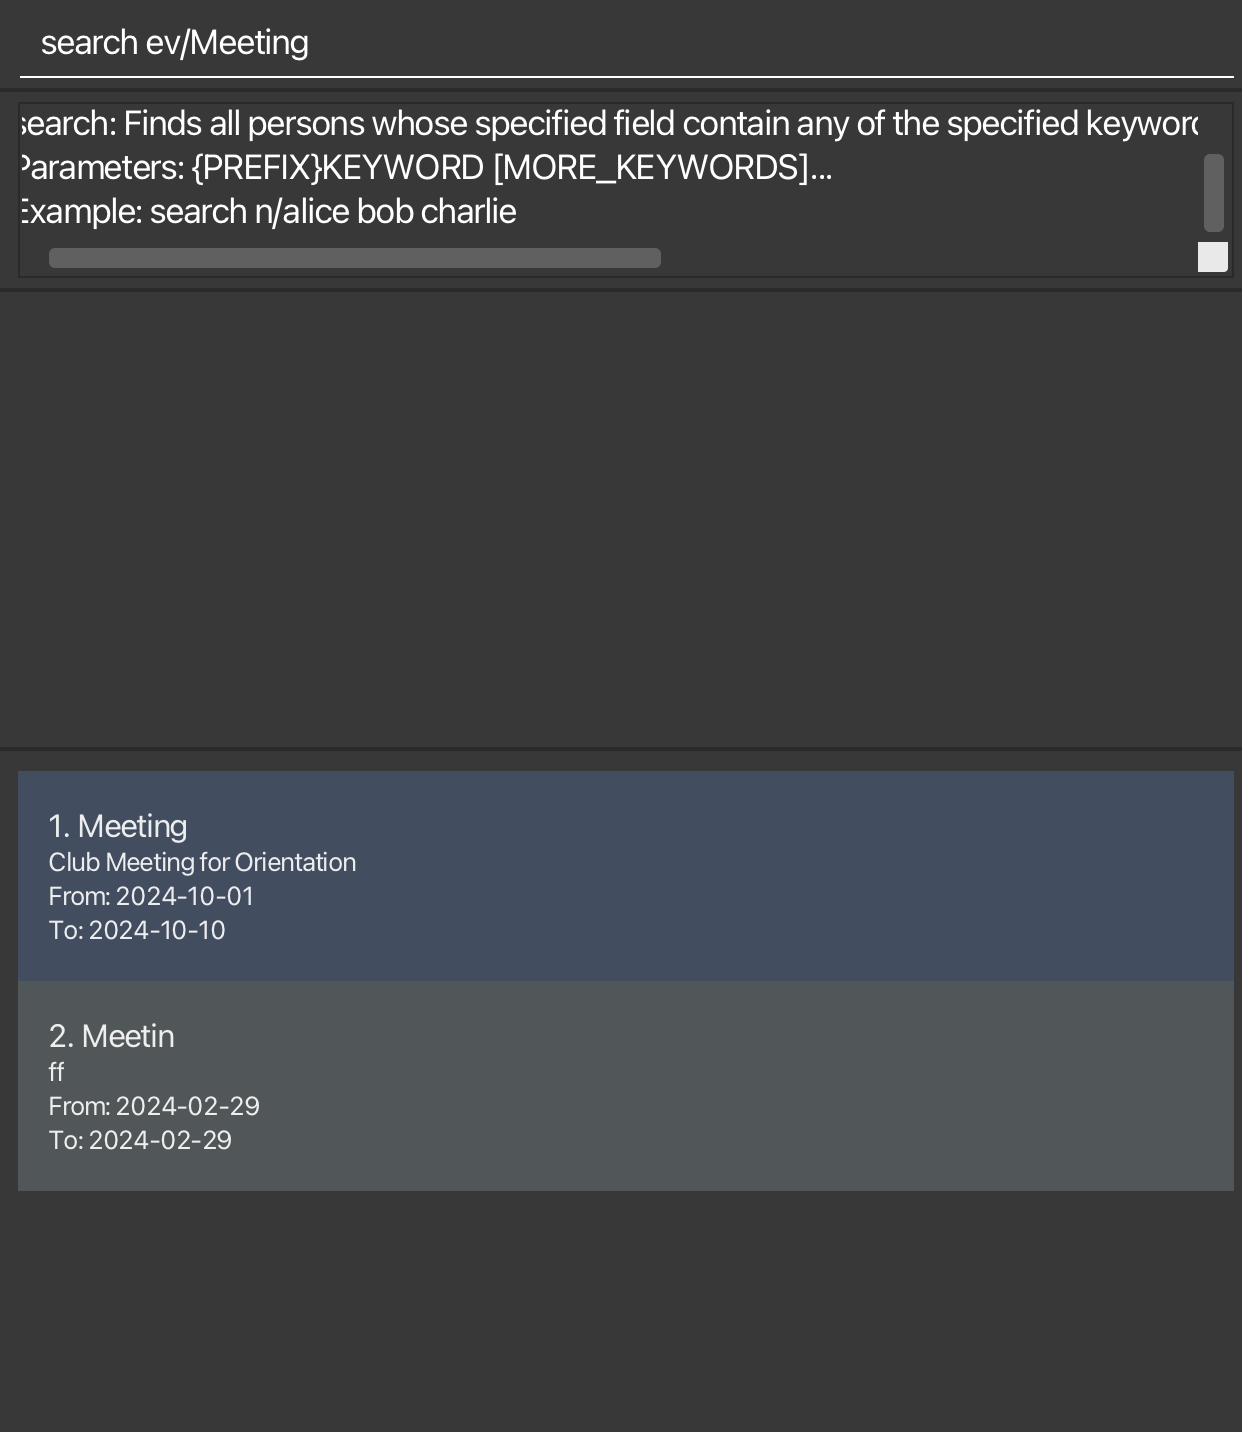 search ev/Meeting
search: Finds all persons whose specified field contain any of the specified
Parameters: {PREFIX}KEYWORD [MORE_KEYWORDS]...
Example: search n/alice bob charlie
1. Meeting
Club Meeting for Orientation
From: 2024-10-01
To: 2024-10-10
2. Meetin
ff
From: 2024-02-29
To: 2024-02-29